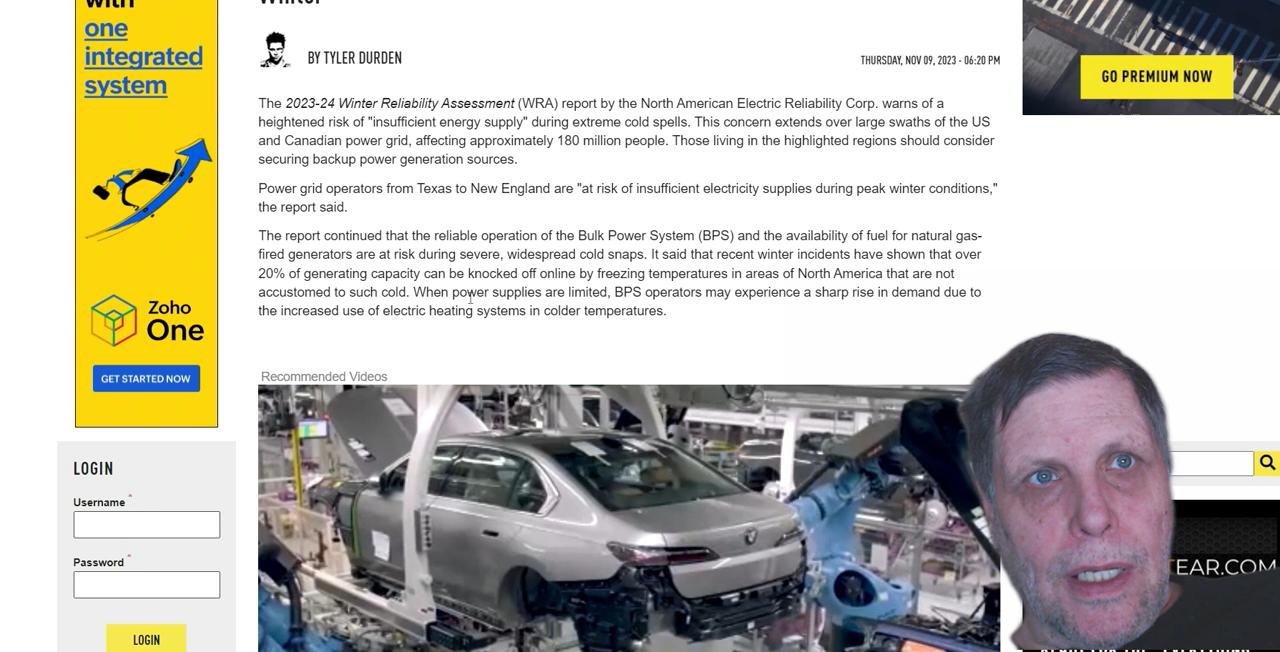 with
one
integrated
system
Zoho
One
GET STARTED NOW
LOGIN
Username *
Password *
LOGIN
Winter
BY TYLER DURDEN
THURSDAY, NOV 09, 2023 - 06:20 PM
The 2023-24 Winter Reliability Assessment (WRA) report by the North American Electric Reliability Corp. warns of a
heightened risk of "insufficient energy supply" during extreme cold spells. This concern extends over large swaths of the US
and Canadian power grid, affecting approximately 180 million people. Those living in the highlighted regions should consider
securing backup power generation sources.
Power grid operators from Texas to New England are "at risk of insufficient electricity supplies during peak winter conditions,"
the report said.
The report continued that the reliable operation of the Bulk Power System (BPS) and the availability of fuel for natural gas-
fired generators are at risk during severe, widespread cold snaps. It said that recent winter incidents have shown that over
20% of generating capacity can be knocked off online by freezing temperatures in areas of North America that are not
accustomed to such cold. When power supplies are limited, BPS operators may experience a sharp rise in demand due to
the increased use of electric heating systems in colder temperatures.
Recommended Videos
GO PREMIUM NOW
TEAR.COM